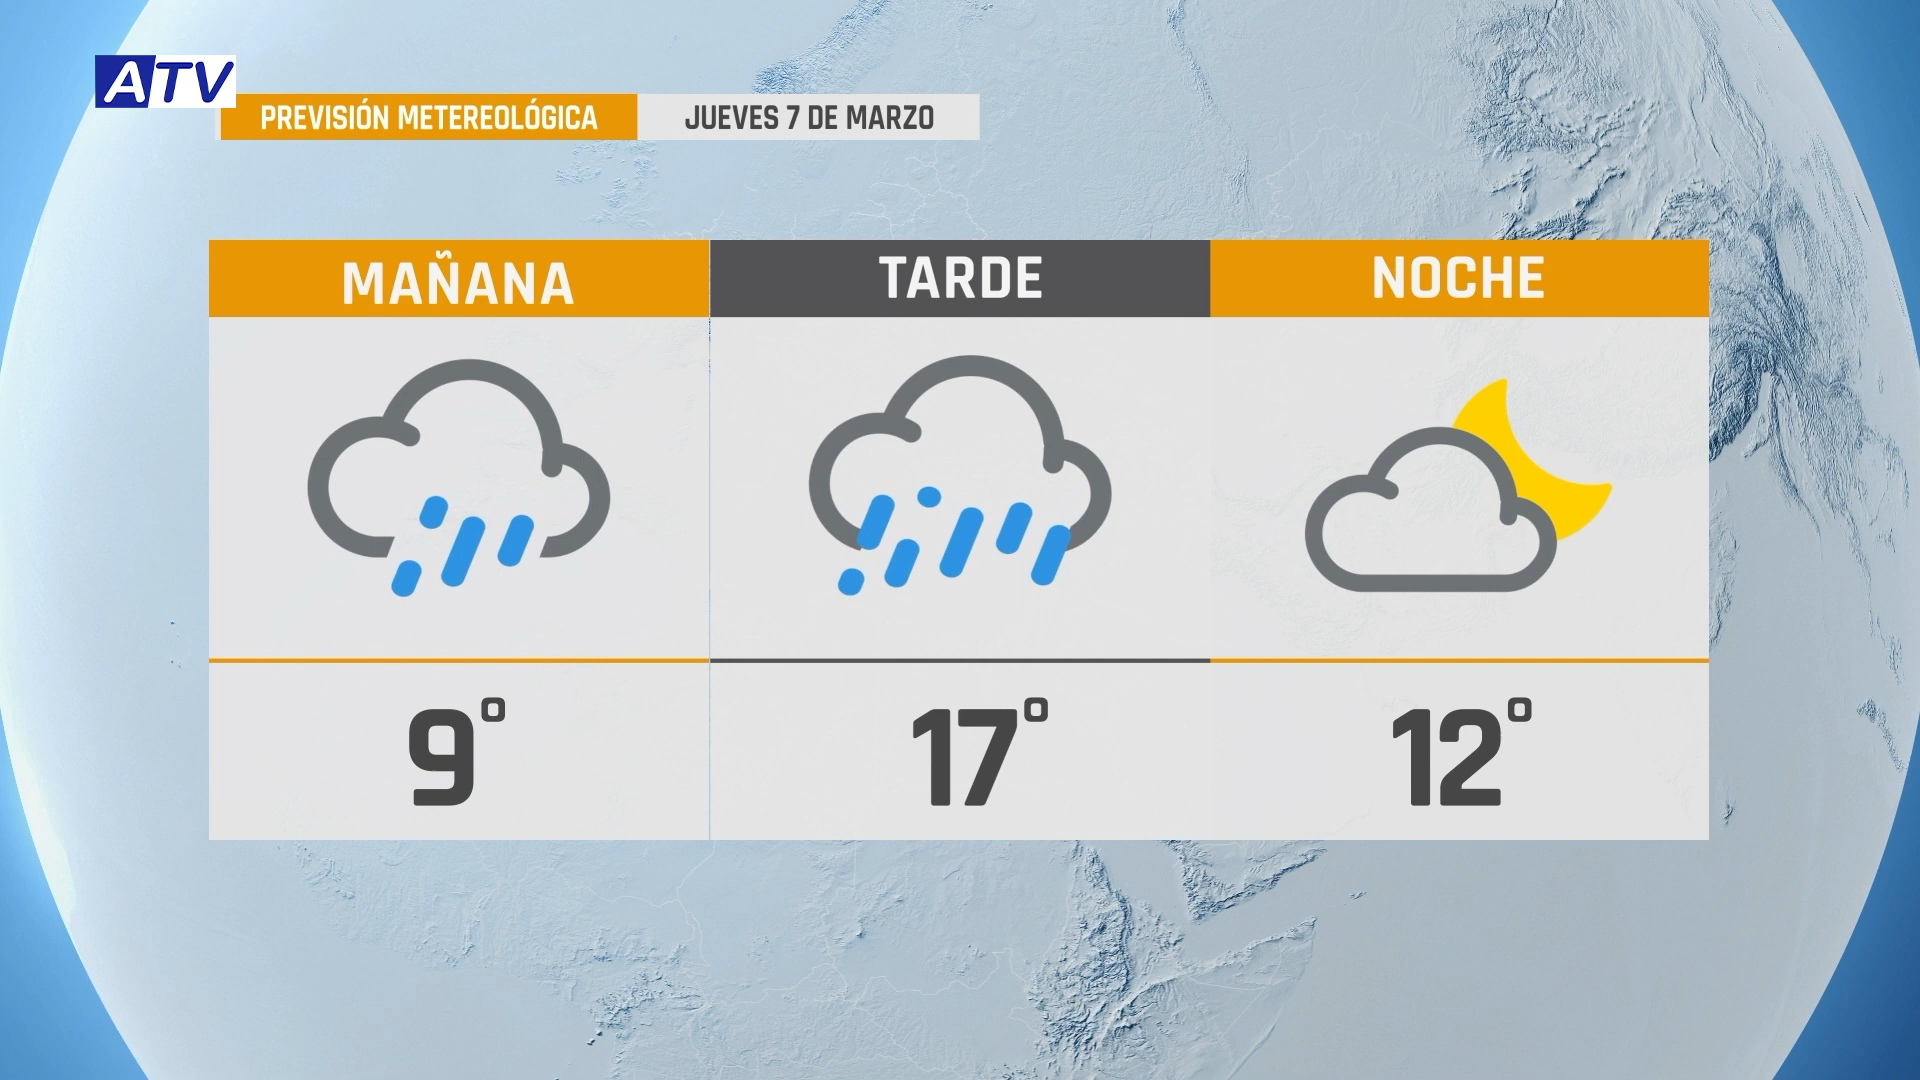 ATV
PREVISIÓN METEREOLÓGICA
JUEVES 7 DE MARZO
MAÑANA
TARDE
NOCHE
9°
17°
12°